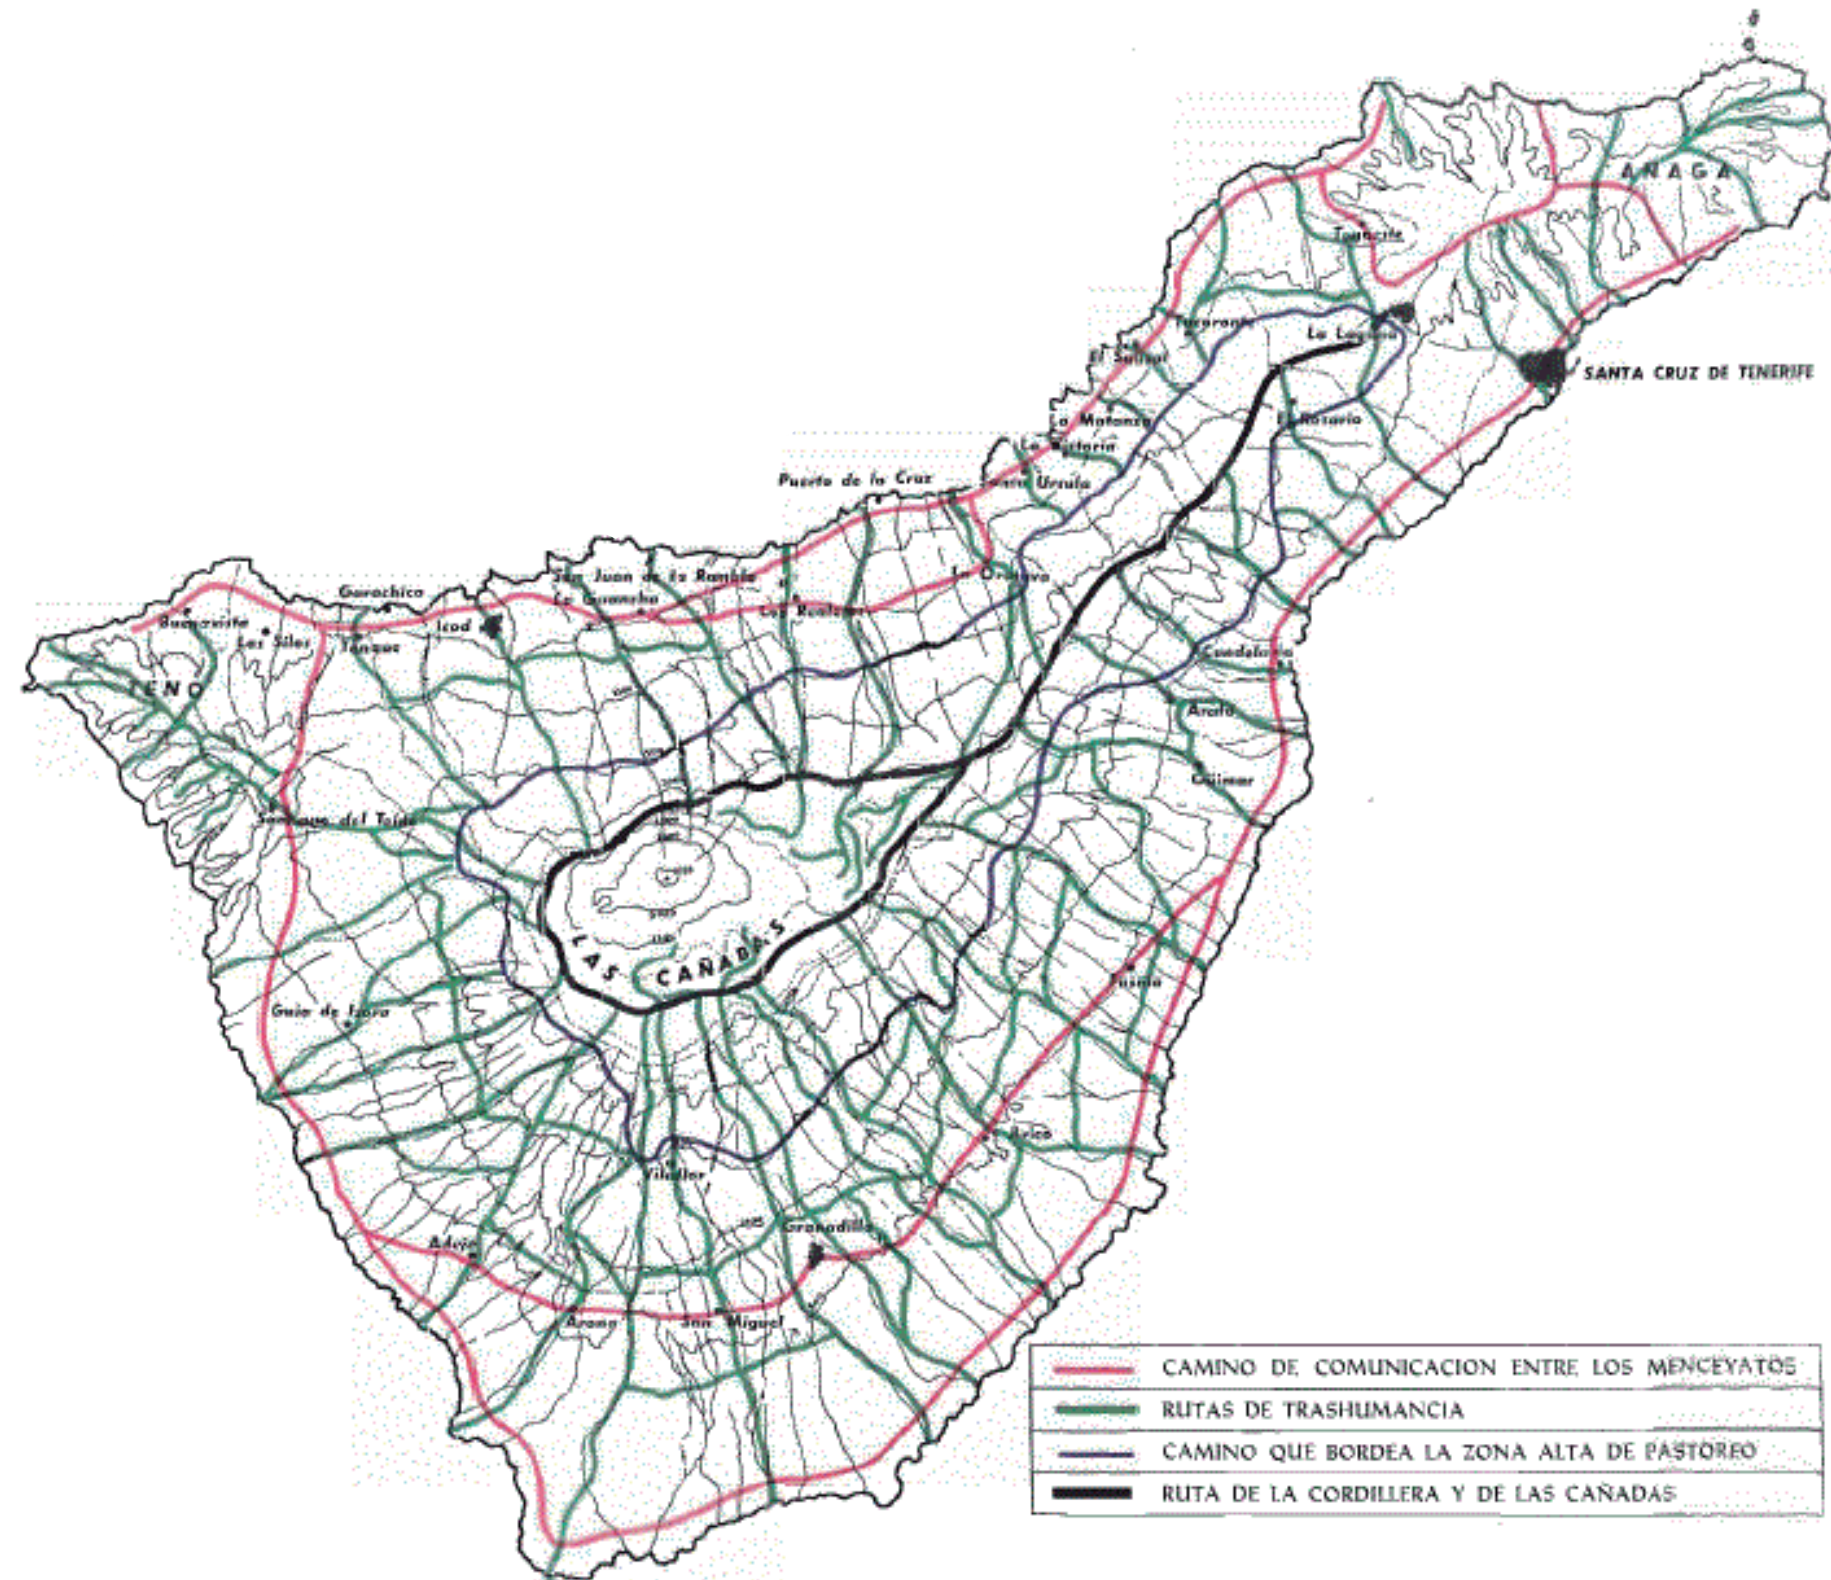 ANAGA
Tegueste
Tacoronte
La Laguna
El Sauzal
SANTA CRUZ DE TENERIFE
La Matanza
El Rosario
La Victoria
Puerto de la Cruz
Santa Ursula
San Juan de la Rambla
La Orotava
Garachico
La Guancha
Los Realejos
Buenavista
Icod
Los Silos
Tanque
Candelaria
TENO
Arafo
Güimar
Santiago del Teide
LAS CAÑADAS
Fasnia
Guia de Isora
Arico
Vilaflor
Granadilla
Adeje
Arona
San Miguel
CAMINO DE COMUNICACION ENTRE LOS MENCEYATOS
RUTAS DE TRASHUMANCIA
CAMINO QUE BORDEA LA ZONA ALTA DE PASTOREO
RUTA DE LA CORDILLERA Y DE LAS CAÑADAS